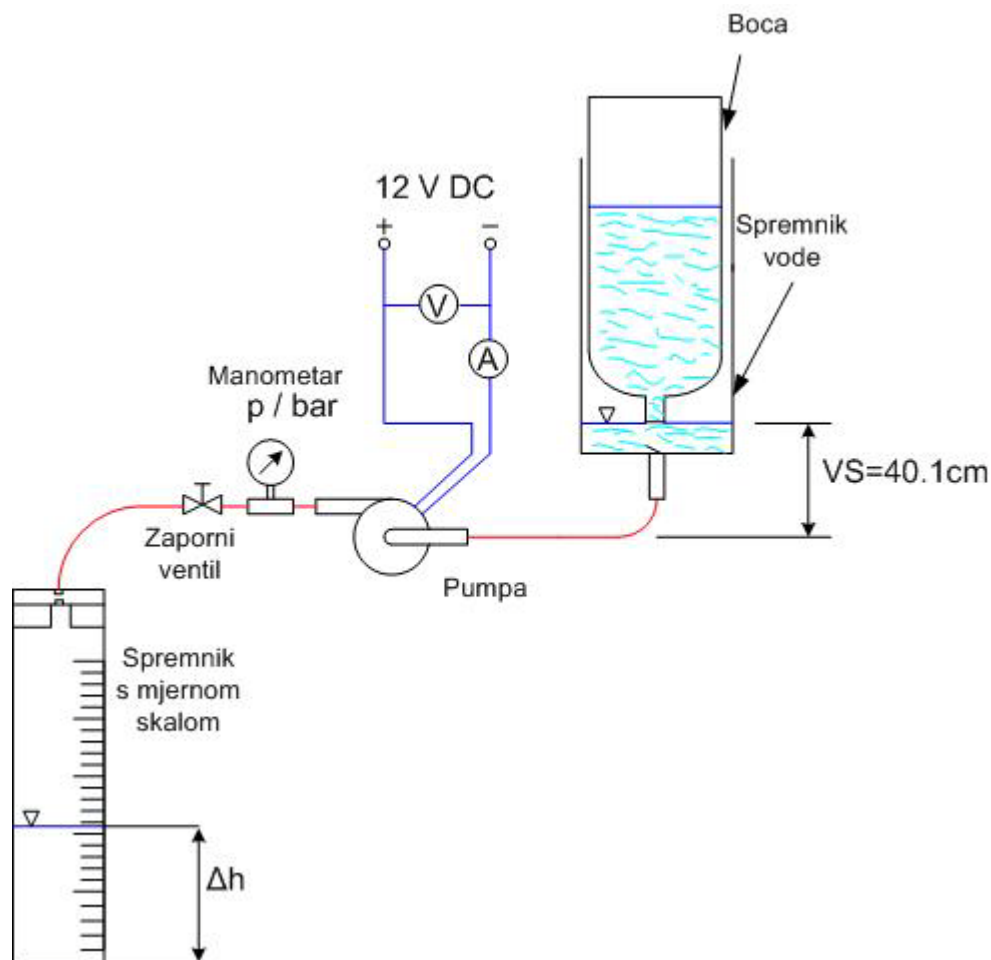 Boca
12 V DC
+
−
Spremnik
vode
V
A
Manometar
p / bar
VS=40.1cm
Zaporni
ventil
Pumpa
Spremnik
s mjernom
skalom
Δh